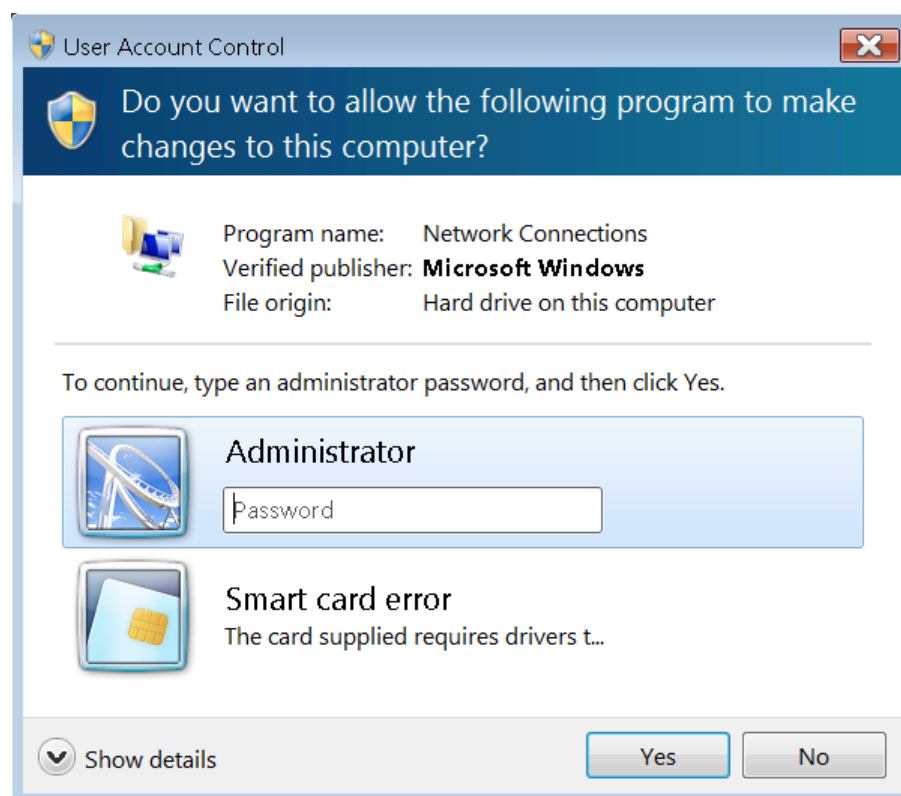 User Account Control
Do you want to allow the following program to make
changes to this computer?
Program name: Network Connections
Verified publisher: Microsoft Windows
File origin: Hard drive on this computer
To continue, type an administrator password, and then click Yes.
Administrator
Password
Smart card error
The card supplied requires drivers t...
Show details Yes No